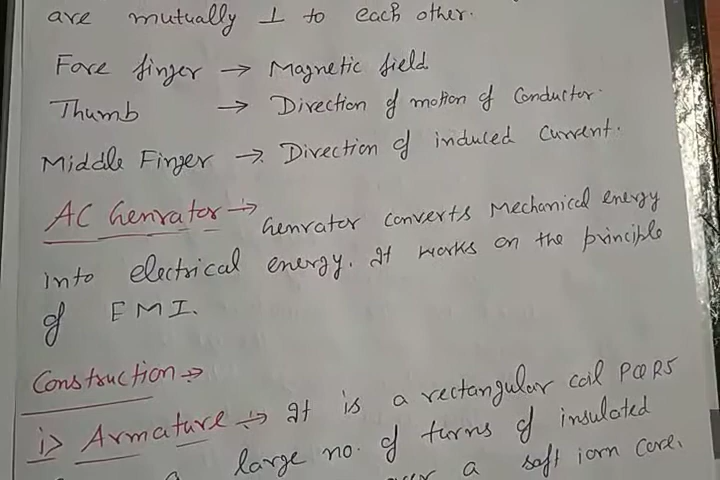 are mutually ⊥ to each other.
Fore finger → Magnetic field
Thumb → Direction of motion of Conductor.
Middle Finger → Direction of induced Current.
AC Genrator → Genrator converts Mechanical energy
into electrical energy. It works on the principle
of EMI.
Construction →
i> Armature → It is a rectangular coil PQRS
large no. of turns of insulated
a soft iorn core.